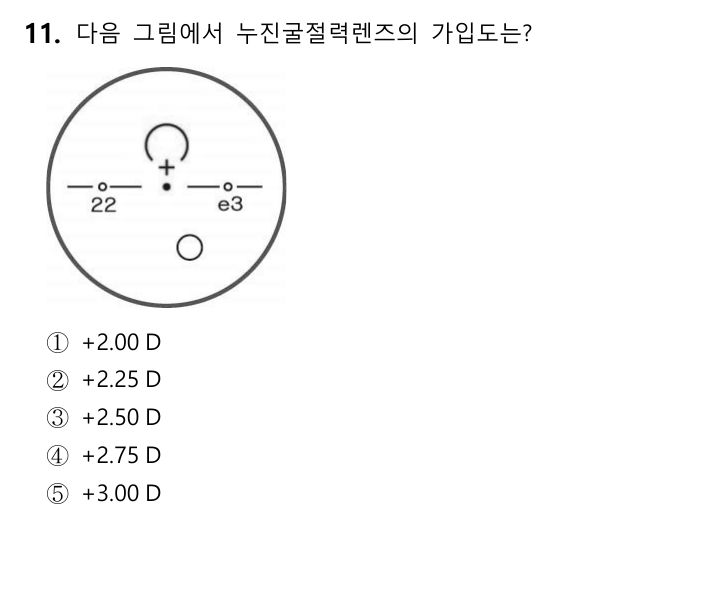 11. 다음 그림에서 누진굴절력렌즈의 가입도는?
22 e3
① +2.00 D
② +2.25 D
③ +2.50 D
④ +2.75 D
⑤ +3.00 D